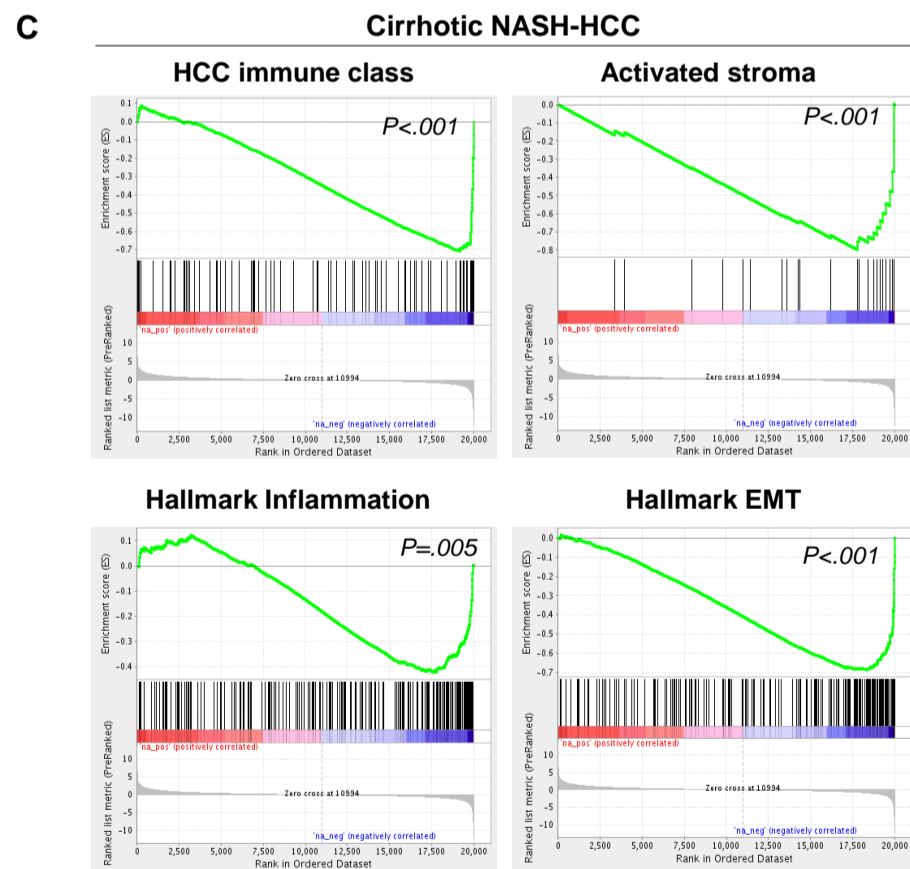 C
Cirrhotic NASH-HCC
HCC immune class
Activated stroma
P<.001
Enrichment score (ES)
0.1
0.0
-0.1
-0.2
-0.3
-0.4
-0.5
-0.6
-0.7
'na_pos' (positively correlated)
Ranked list metric (PreRanked)
10
5
0
-5
-10
Zero cross at 10994
'na_neg' (negatively correlated)
0 2,500 5,000 7,500 10,000 12,500 15,000 17,500 20,000
Rank in Ordered Dataset
P<.001
Enrichment score (ES)
0.0
-0.1
-0.2
-0.3
-0.4
-0.5
-0.6
-0.7
-0.8
'na_pos' (positively correlated)
Ranked list metric (PreRanked)
10
5
0
-5
-10
Zero cross at 10994
'na_neg' (negatively correlated)
0 2,500 5,000 7,500 10,000 12,500 15,000 17,500 20,000
Rank in Ordered Dataset
Hallmark Inflammation
Hallmark EMT
P=.005
Enrichment score (ES)
0.1
0.0
-0.1
-0.2
-0.3
-0.4
'na_pos' (positively correlated)
Ranked list metric (PreRanked)
10
5
0
-5
-10
Zero cross at 10994
'na_neg' (negatively correlated)
0 2,500 5,000 7,500 10,000 12,500 15,000 17,500 20,000
Rank in Ordered Dataset
P<.001
Enrichment score (ES)
0.0
-0.1
-0.2
-0.3
-0.4
-0.5
-0.6
-0.7
'na_pos' (positively correlated)
Ranked list metric (PreRanked)
10
5
0
-5
-10
Zero cross at 10994
'na_neg' (negatively correlated)
0 2,500 5,000 7,500 10,000 12,500 15,000 17,500 20,000
Rank in Ordered Dataset